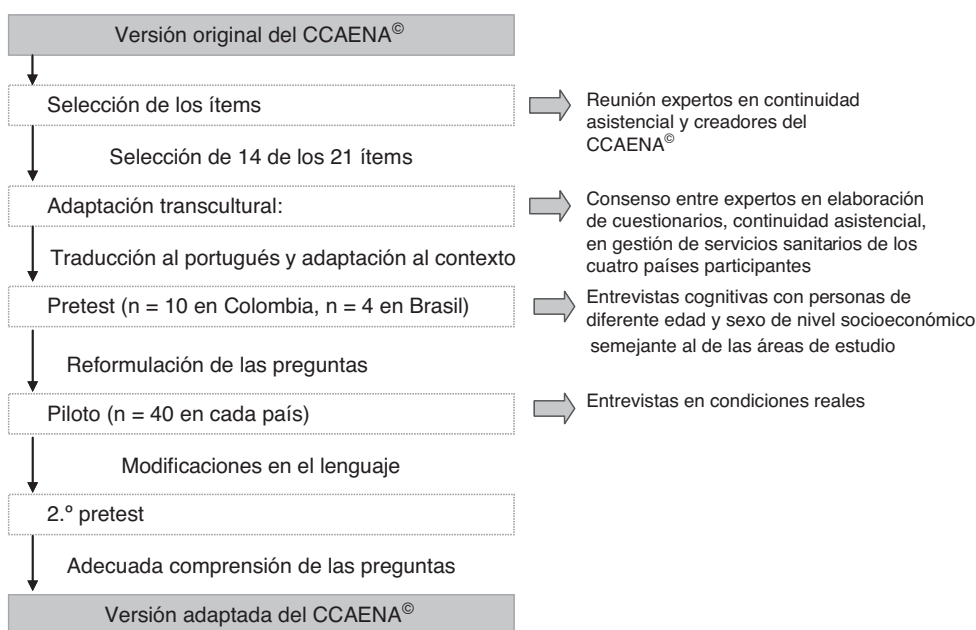 Versión original del CCAENA©
Selección de los ítems
Reunión expertos en continuidad
asistencial y creadores del
CCAENA©
Selección de 14 de los 21 ítems
Adaptación transcultural:
Consenso entre expertos en elaboración
de cuestionarios, continuidad asistencial,
en gestión de servicios sanitarios de los
cuatro países participantes
Traducción al portugués y adaptación al contexto
Pretest (n = 10 en Colombia, n = 4 en Brasil)
Entrevistas cognitivas con personas de
diferente edad y sexo de nivel socioeconómico
semejante al de las áreas de estudio
Reformulación de las preguntas
Piloto (n = 40 en cada país)
Entrevistas en condiciones reales
Modificaciones en el lenguaje
2.º pretest
Adecuada comprensión de las preguntas
Versión adaptada del CCAENA©